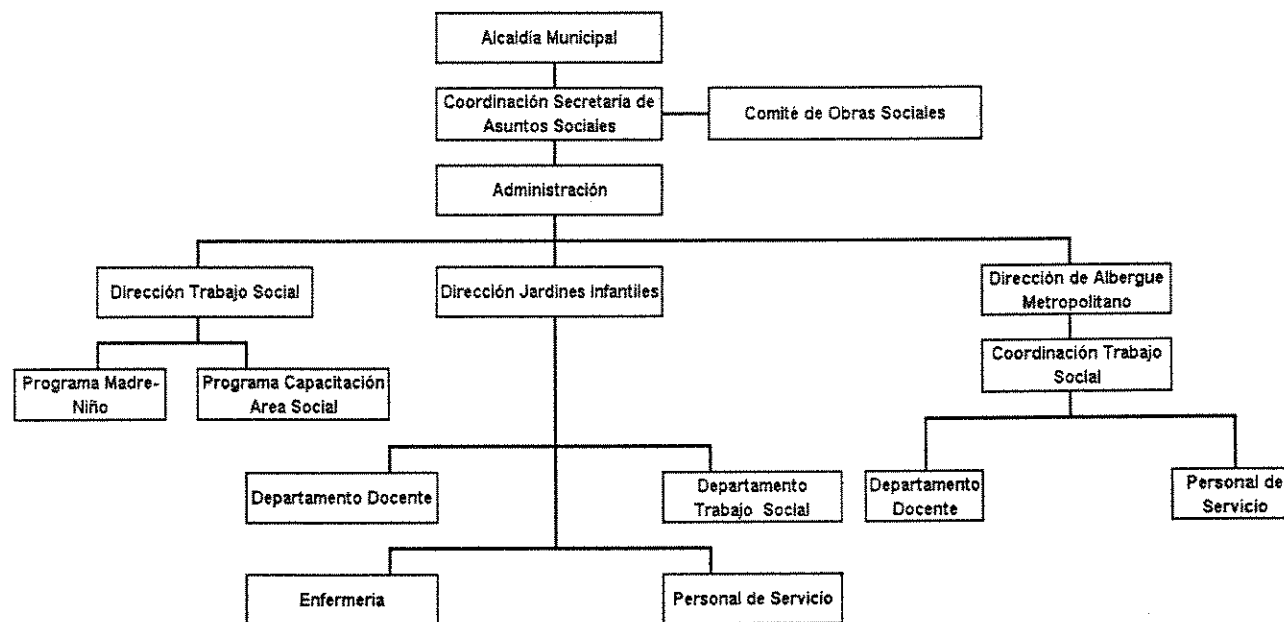 Alcaldía Municipal
Coordinación Secretaría de
Asuntos Sociales
Comité de Obras Sociales
Administración
Dirección Trabajo Social
Dirección Jardines Infantiles
Dirección de Albergue
Metropolitano
Programa Madre-
Niño
Programa Capacitación
Area Social
Coordinación Trabajo
Social
Departamento Docente
Departamento
Trabajo Social
Departamento
Docente
Personal de
Servicio
Enfermeria
Personal de Servicio